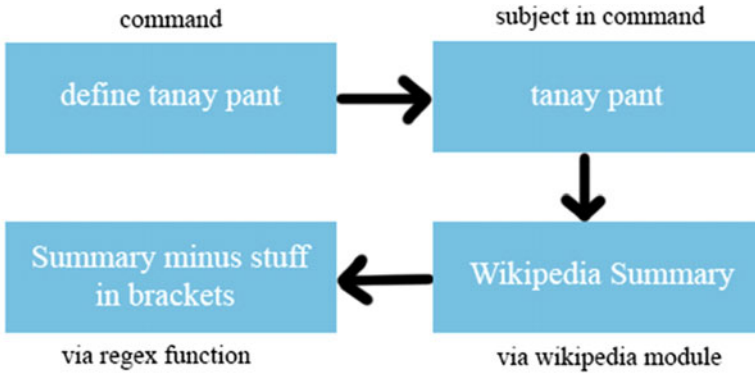 command
define tanay pant
subject in command
tanay pant
Summary minus stuff
in brackets
via regex function
Wikipedia Summary
via wikipedia module